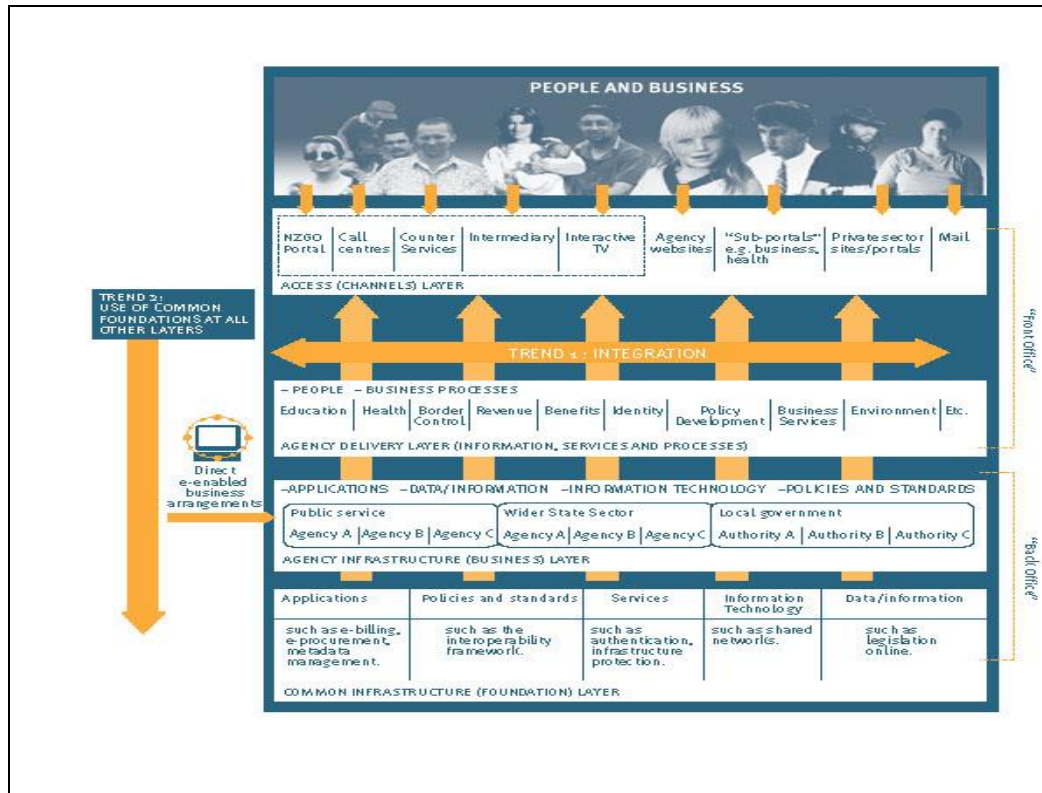 PEOPLE AND BUSINESS
NZGO
Portal
Call
centres
Counter
Services
Intermediary
Interactive
TV
Agency
websites
"Sub-portals"
e.g. business,
health
Private sector
sites/portals
Mail
ACCESS (CHANNELS) LAYER
TREND 2:
USE OF COMMON
FOUNDATIONS AT ALL
OTHER LAYERS
TREND 1 : INTEGRATION
"Front Office"
– PEOPLE – BUSINESS PROCESSES
Education
Health
Border
Control
Revenue
Benefits
Identity
Policy
Development
Business
Services
Environment
Etc.
AGENCY DELIVERY LAYER (INFORMATION, SERVICES AND PROCESSES)
Direct
e-enabled
business
arrangements
–APPLICATIONS –DATA/INFORMATION –INFORMATION TECHNOLOGY –POLICIES AND STANDARDS
Public service
Agency A Agency B Agency C
Wider State Sector
Agency A Agency B Agency C
Local government
Authority A Authority B Authority C
AGENCY INFRASTRUCTURE (BUSINESS) LAYER
"Back Office"
Applications
such as e-billing,
e-procurement,
metadata
management.
Policies and standards
such as the
interoperability
framework.
Services
such as
authentication,
infrastructure
protection.
Information
Technology
such as shared
networks.
Data/information
such as
legislation
online.
COMMON INFRASTRUCTURE (FOUNDATION) LAYER